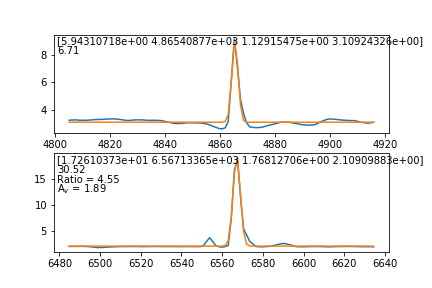 [5.94310718e+00 4.86540877e+03 1.12915475e+00 3.10924326e+00]
6.71
8
6
4
4800 4820 4840 4860 4880 4900 4920
[1.72610373e+01 6.56713365e+03 1.76812706e+00 2.10909883e+00]
30.52
Ratio = 4.55
Av = 1.89
15
10
5
6480 6500 6520 6540 6560 6580 6600 6620 6640